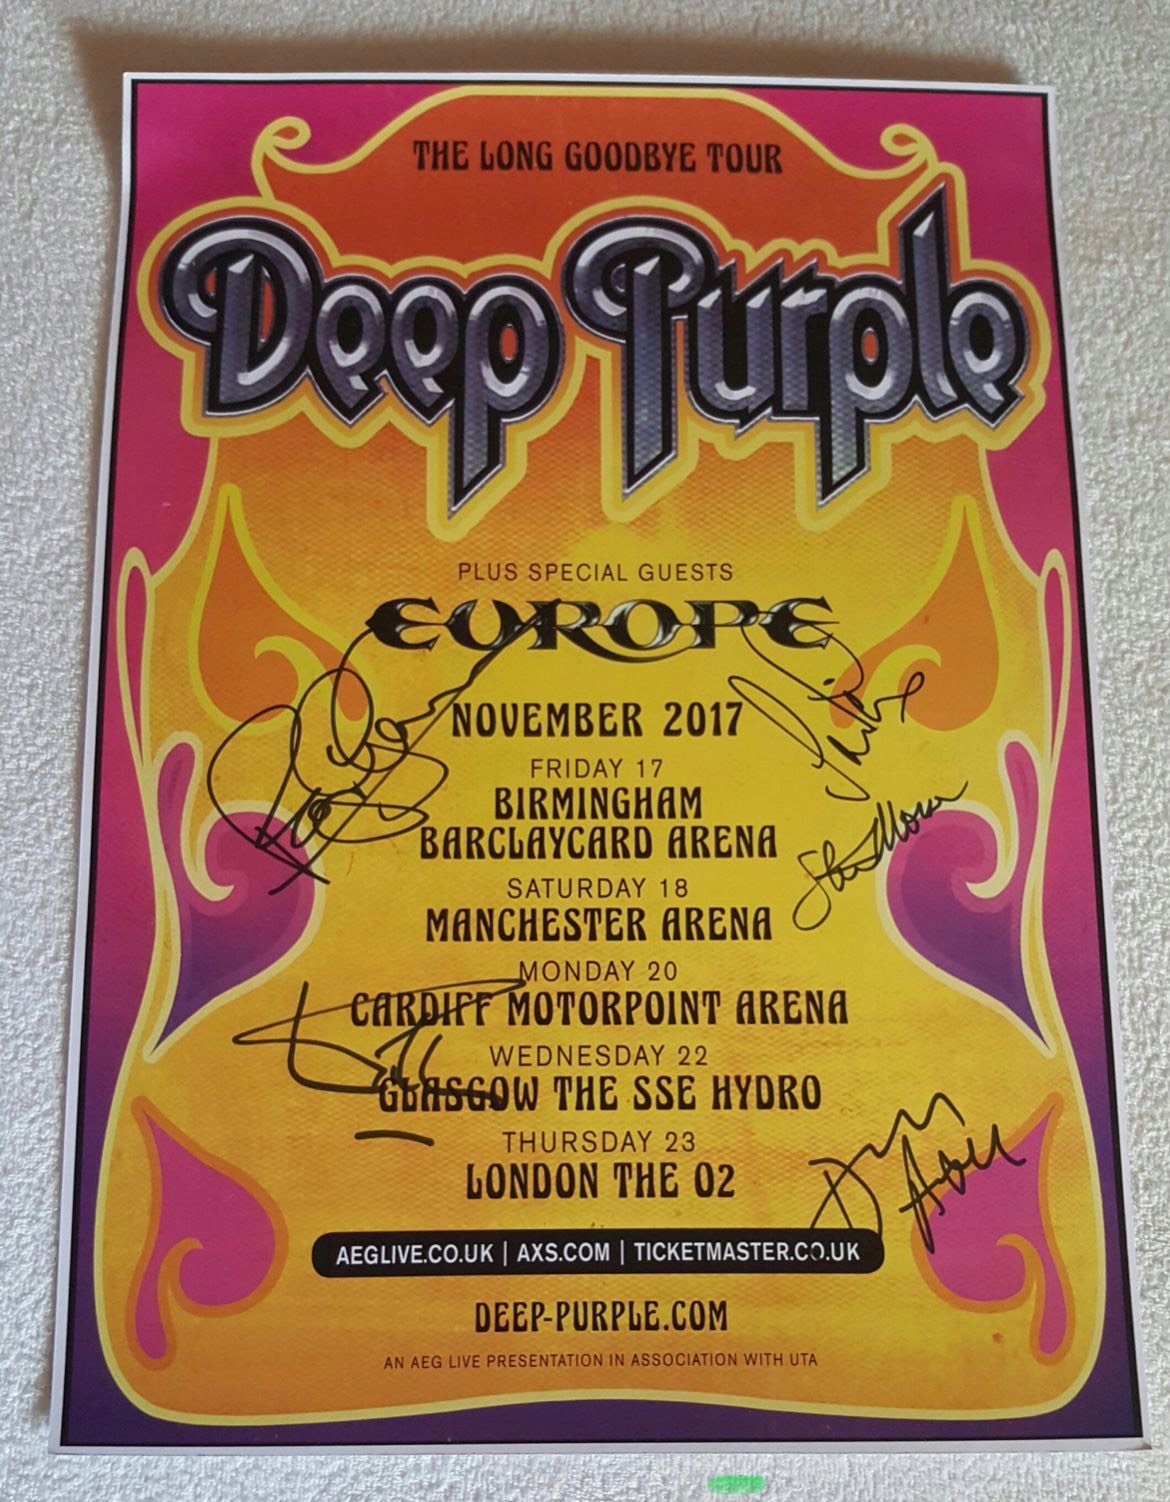 THE LONG GOODBYE TOUR
Deep Purple
PLUS SPECIAL GUESTS
EUROPE
NOVEMBER 2017
FRIDAY 17
BIRMINGHAM
BARCLAYCARD ARENA
SATURDAY 18
MANCHESTER ARENA
MONDAY 20
CARDIFF MOTORPOINT ARENA
WEDNESDAY 22
GLASGOW THE SSE HYDRO
THURSDAY 23
LONDON THE O2
AEGLIVE.CO.UK | AXS.COM | TICKETMASTER.CO.UK
DEEP-PURPLE.COM
AN AEG LIVE PRESENTATION IN ASSOCIATION WITH UTA